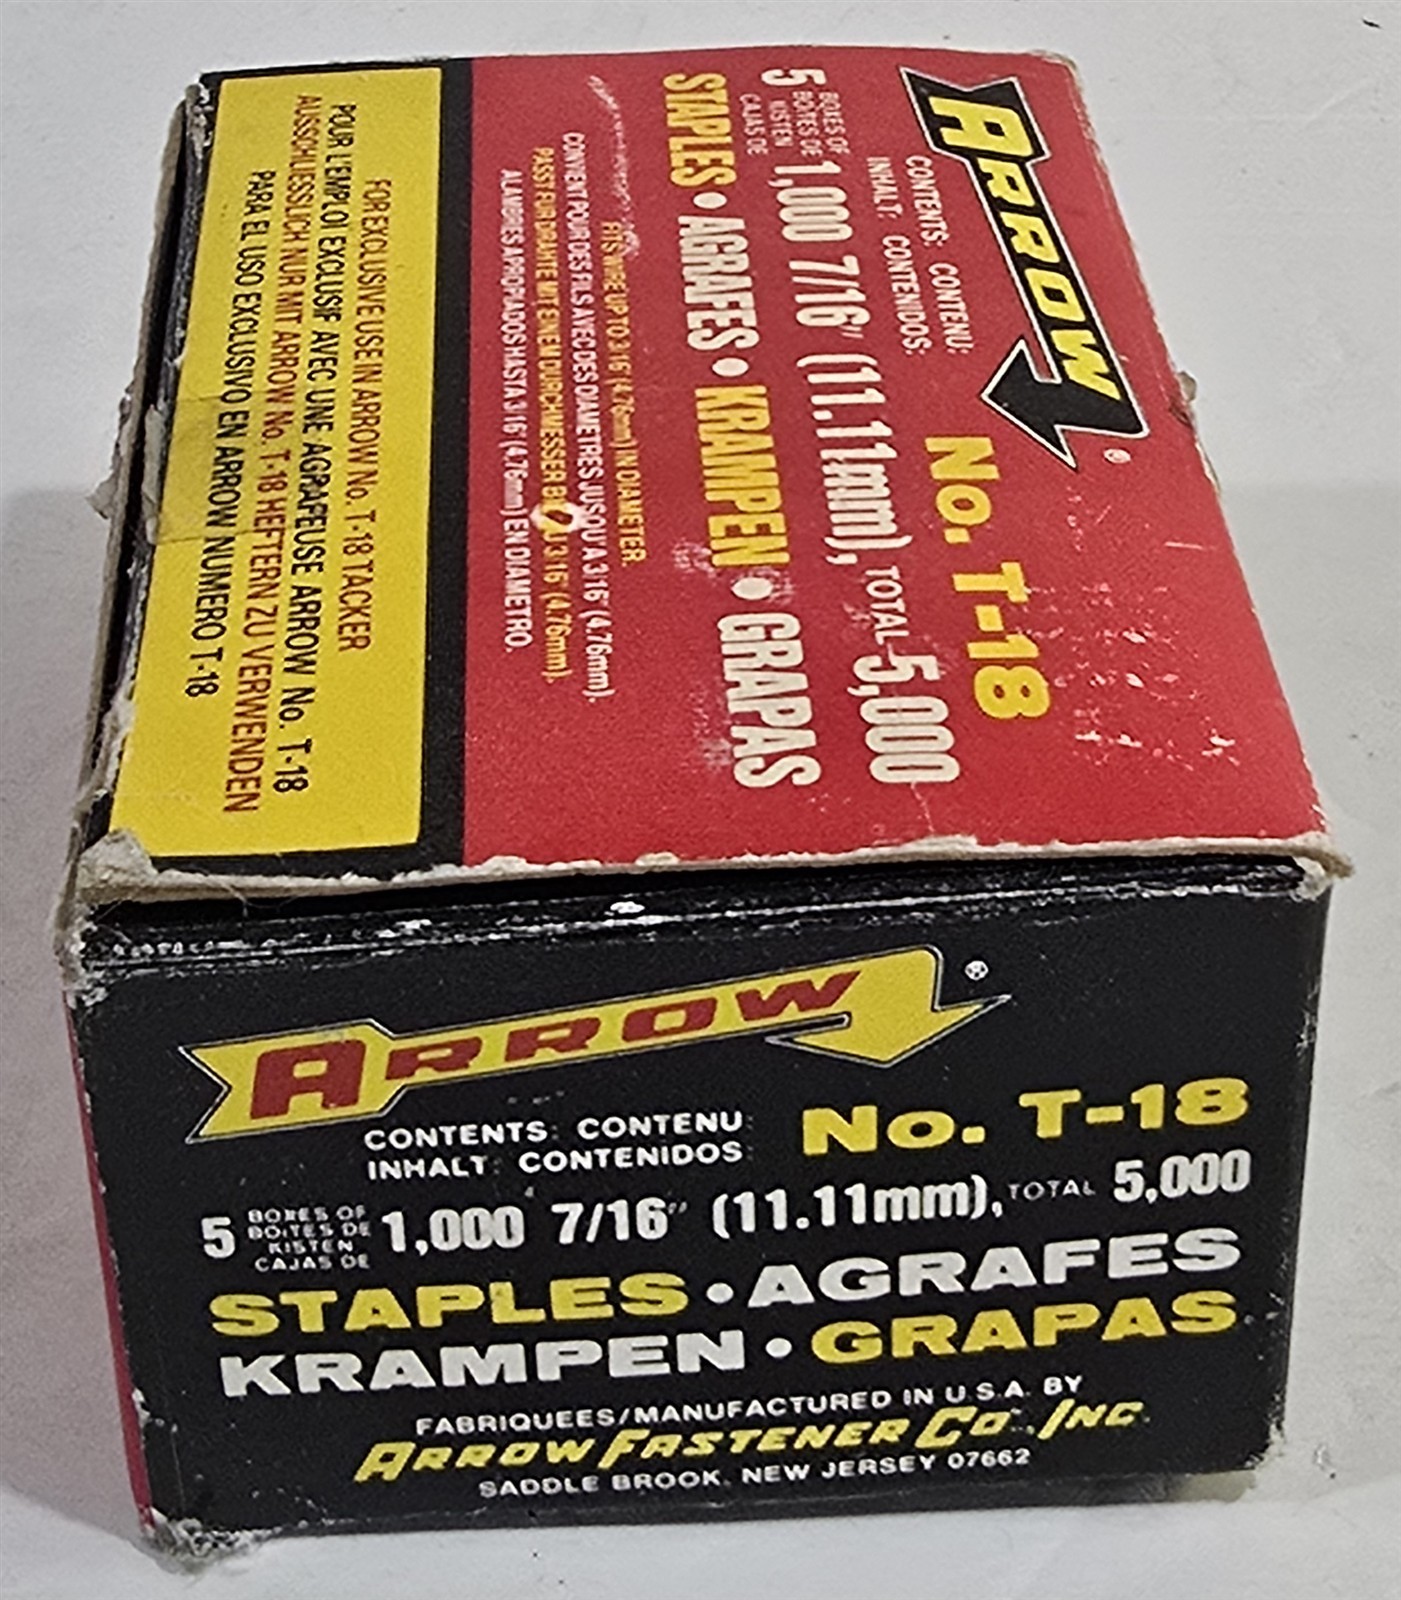 ARROW®
CONTENTS: CONTENU:
INHALT: CONTENIDOS:
No. T-18
5 BOXES OF
BOITES DE
KISTEN
CAJAS DE
1,000 7/16" (11.11mm), TOTAL 5,000
STAPLES • AGRAFES • KRAMPEN • GRAPAS
FITS WIRE UP TO 3/16" (4.76mm) IN DIAMETER.
CONVIENT POUR DES FILS AVEC DES DIAMETRES JUSQU'A 3/16" (4.76mm).
PASST FUR DRAHTE MIT EINEM DURCHMESSER BIS ZU 3/16" (4.76mm).
ALAMBRES APROPIADOS HASTA 3/16" (4.76mm) EN DIAMETRO.
FOR EXCLUSIVE USE IN ARROW No. T-18 TACKER
POUR L'EMPLOI EXCLUSIF AVEC UNE AGRAFEUSE ARROW No. T-18
AUSSCHLIESSLICH NUR MIT ARROW No. T-18 HEFTERN ZU VERWENDEN
PARA EL USO EXCLUSIVO EN ARROW NUMERO T-18
ARROW®
CONTENTS: CONTENU:
INHALT: CONTENIDOS:
No. T-18
5 BOXES OF
BOITES DE
KISTEN
CAJAS DE
1,000 7/16" (11.11mm), TOTAL 5,000
STAPLES • AGRAFES
KRAMPEN • GRAPAS
FABRIQUEES/MANUFACTURED IN U.S.A. BY
ARROW FASTENER CO., INC.
SADDLE BROOK, NEW JERSEY 07662